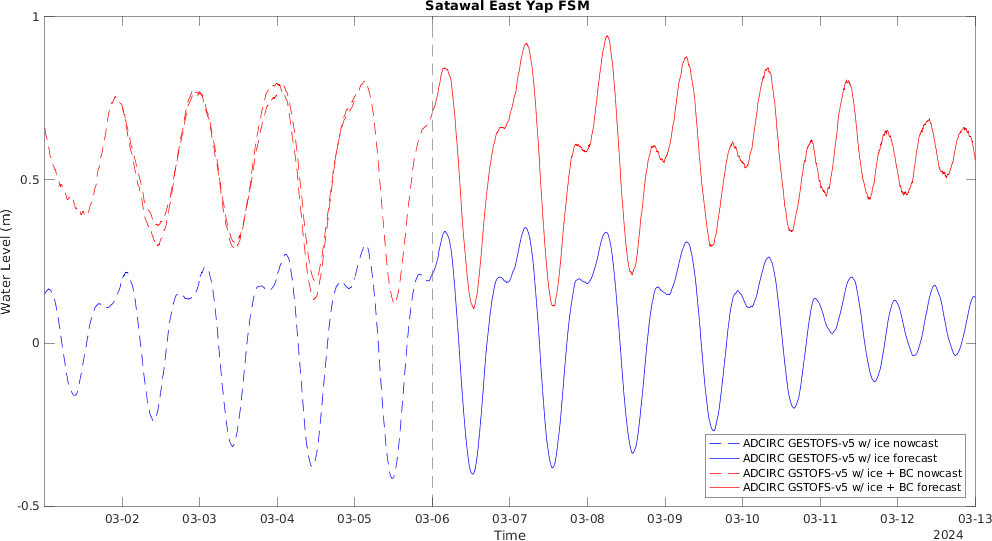 Satawal East Yap FSM
1
0.5
0
-0.5
Water Level (m)
ADCIRC GESTOFS-v5 w/ ice nowcast
ADCIRC GESTOFS-v5 w/ ice forecast
ADCIRC GSTOFS-v5 w/ ice + BC nowcast
ADCIRC GSTOFS-v5 w/ ice + BC forecast
03-02 03-03 03-04 03-05 03-06 03-07 03-08 03-09 03-10 03-11 03-12 03-13
Time
2024